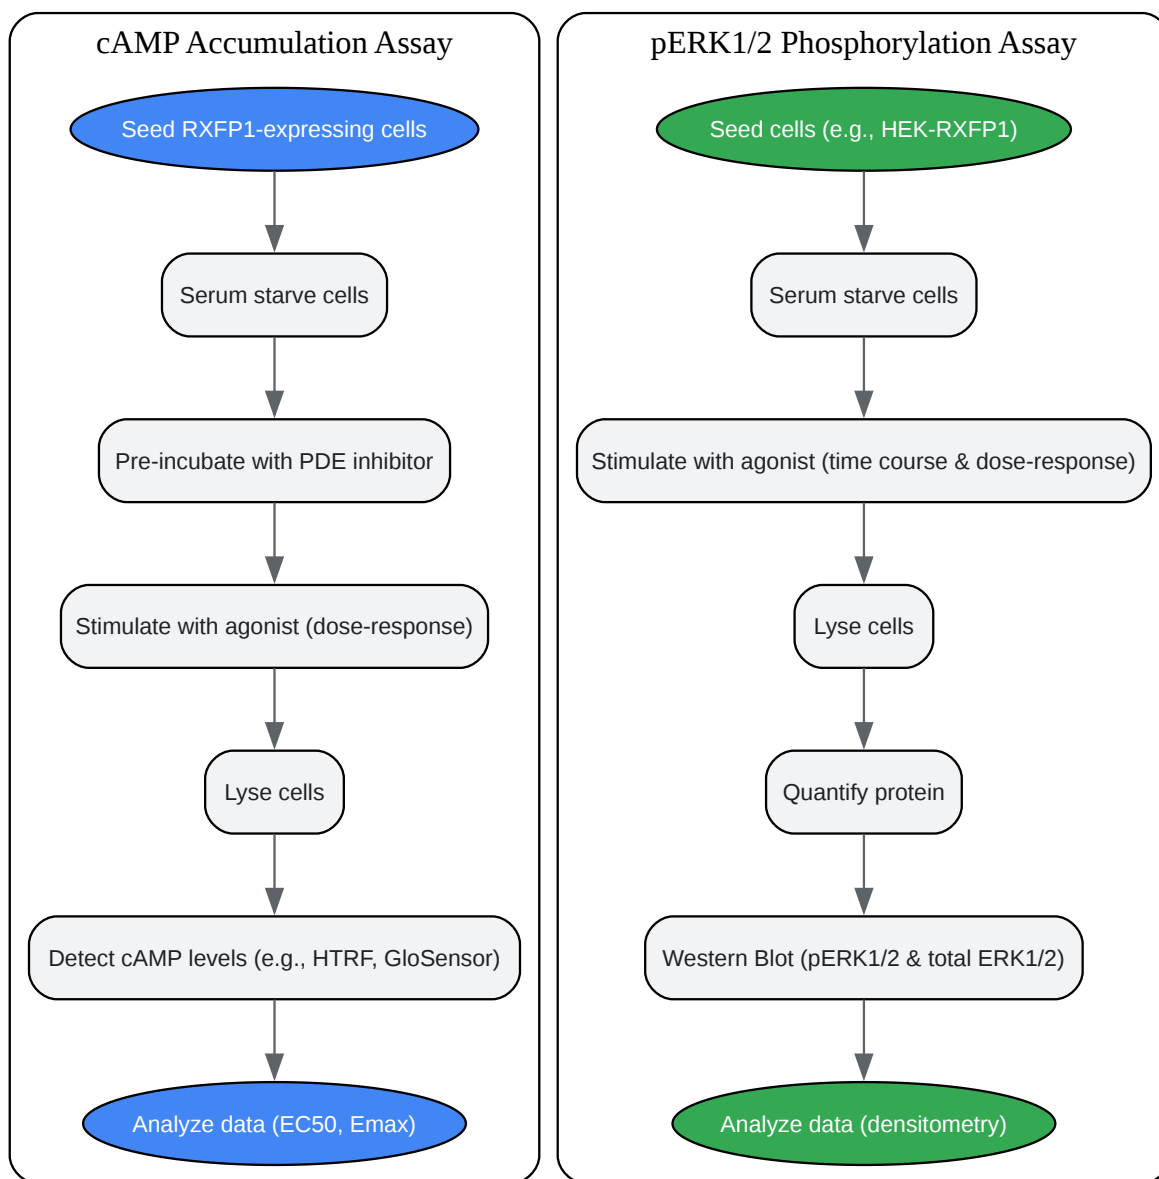 cAMP Accumulation Assay
Seed RXFP1-expressing cells
Serum starve cells
Pre-incubate with PDE inhibitor
Stimulate with agonist (dose-response)
Lyse cells
Detect cAMP levels (e.g., HTRF, GloSensor)
Analyze data (EC50, Emax)
pERK1/2 Phosphorylation Assay
Seed cells (e.g., HEK-RXFP1)
Serum starve cells
Stimulate with agonist (time course & dose-response)
Lyse cells
Quantify protein
Western Blot (pERK1/2 & total ERK1/2)
Analyze data (densitometry)